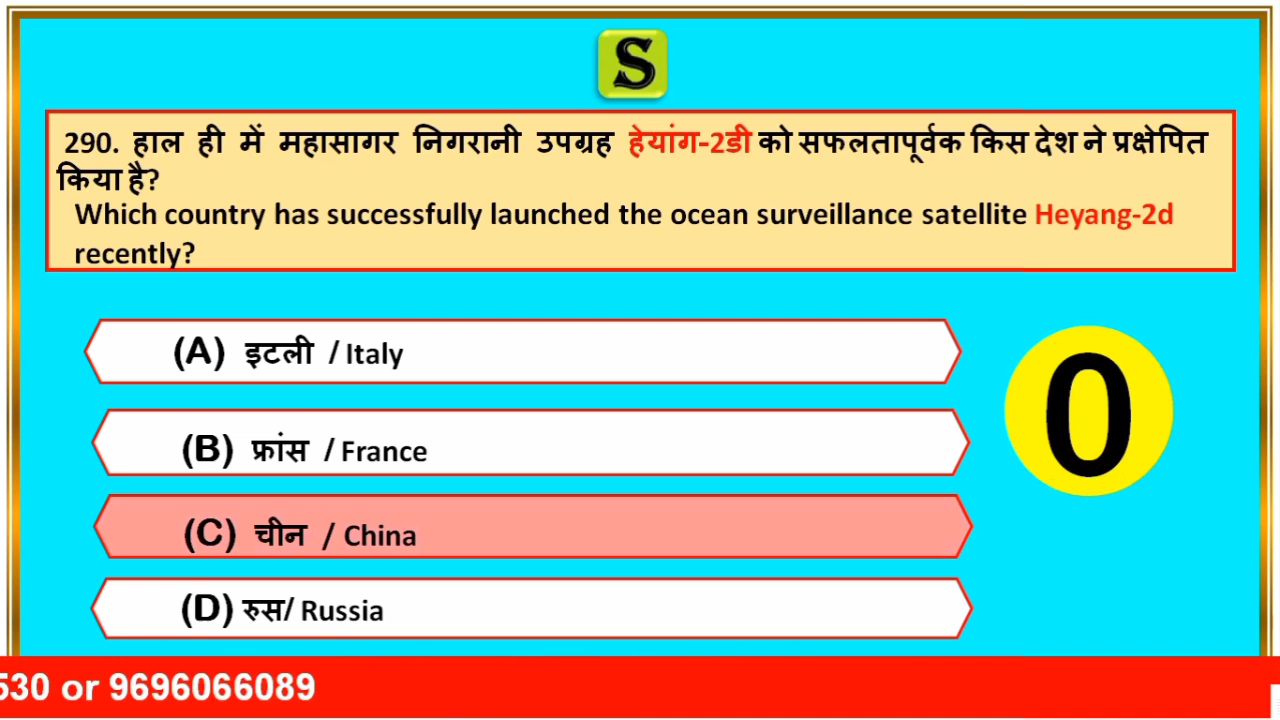 S
290. हाल ही में महासागर निगरानी उपग्रह हेयांग-2डी को सफलतापूर्वक किस देश ने प्रक्षेपित
किया है?
Which country has successfully launched the ocean surveillance satellite Heyang-2d
recently?
(A) इटली / Italy
(B) फ्रांस / France
(C) चीन / China
(D) रुस/ Russia
0
530 or 9696066089